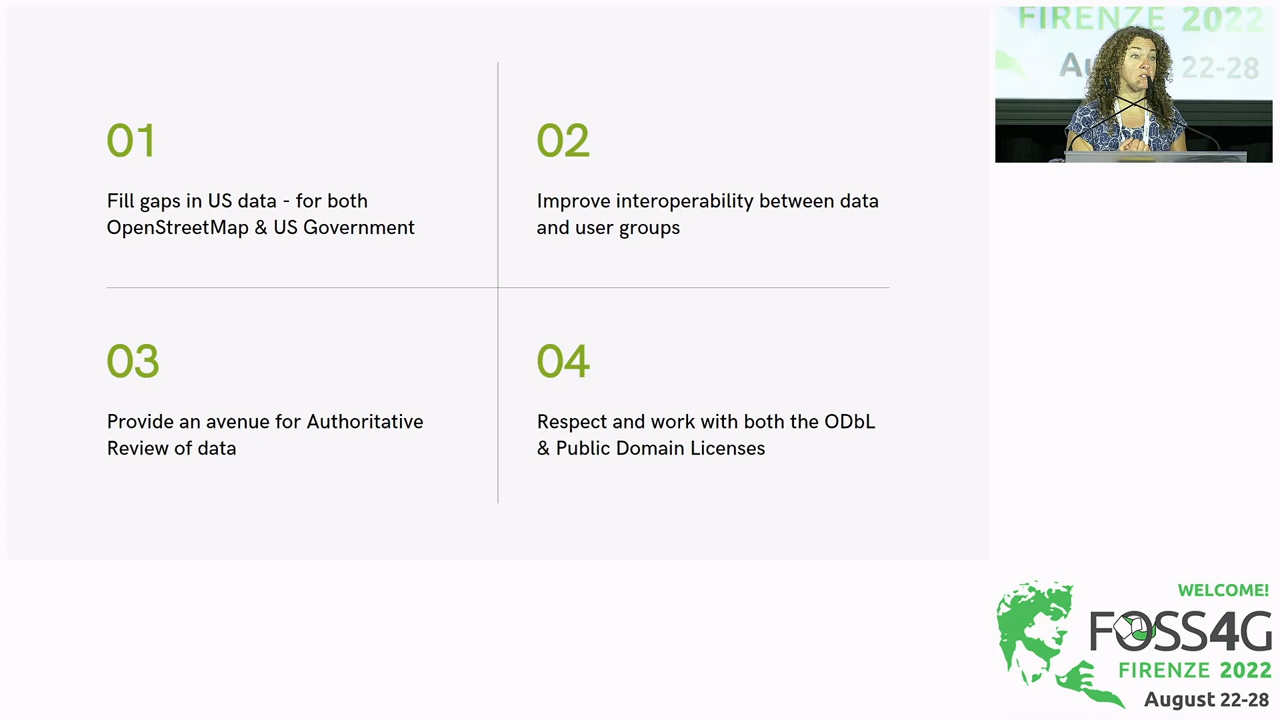 01
Fill gaps in US data - for both
OpenStreetMap & US Government
02
Improve interoperability between data
and user groups
03
Provide an avenue for Authoritative
Review of data
04
Respect and work with both the ODbL
& Public Domain Licenses
FIRENZE 2022
Au 22-28
WELCOME!
FOSS4G
FIRENZE 2022
August 22-28